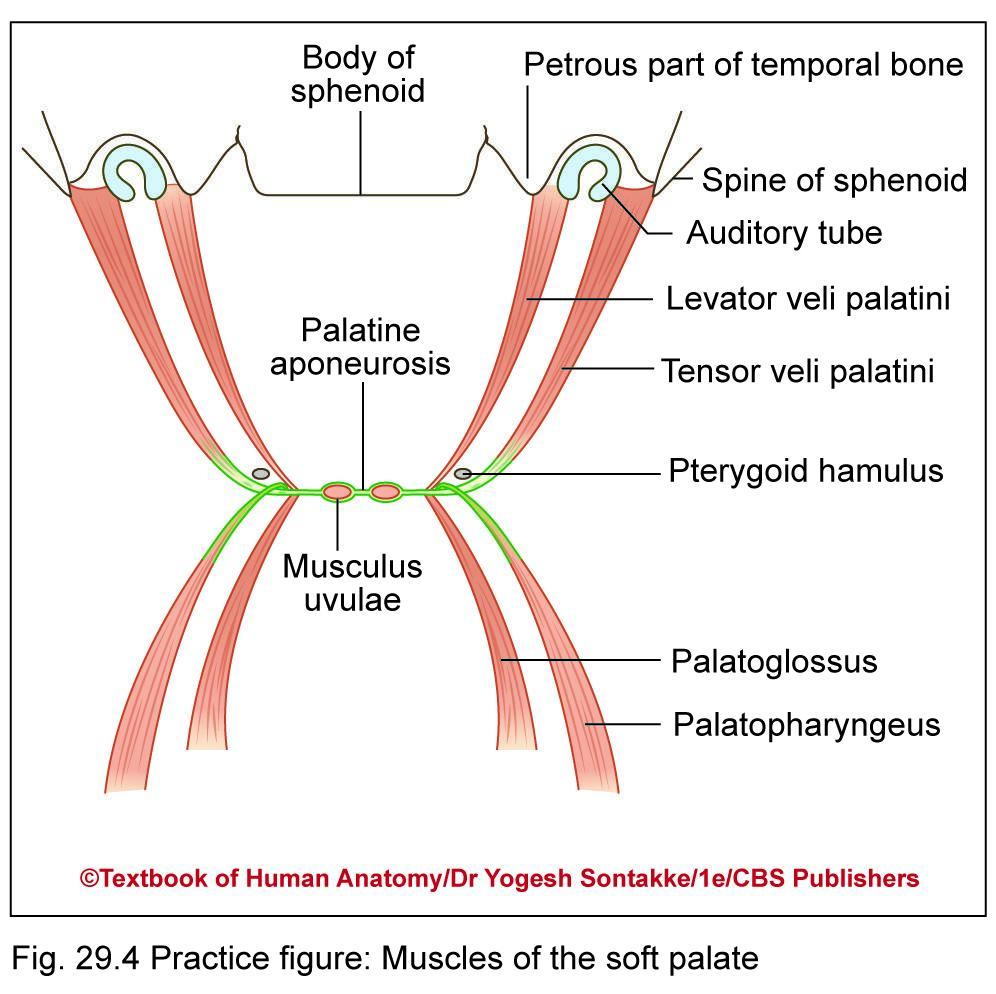 Body of
sphenoid
Petrous part of temporal bone
Spine of sphenoid
Auditory tube
Levator veli palatini
Palatine
aponeurosis
Tensor veli palatini
Pterygoid hamulus
Musculus
uvulae
Palatoglossus
Palatopharyngeus
©Textbook of Human Anatomy/Dr Yogesh Sontakke/1e/CBS Publishers
Fig. 29.4 Practice figure: Muscles of the soft palate